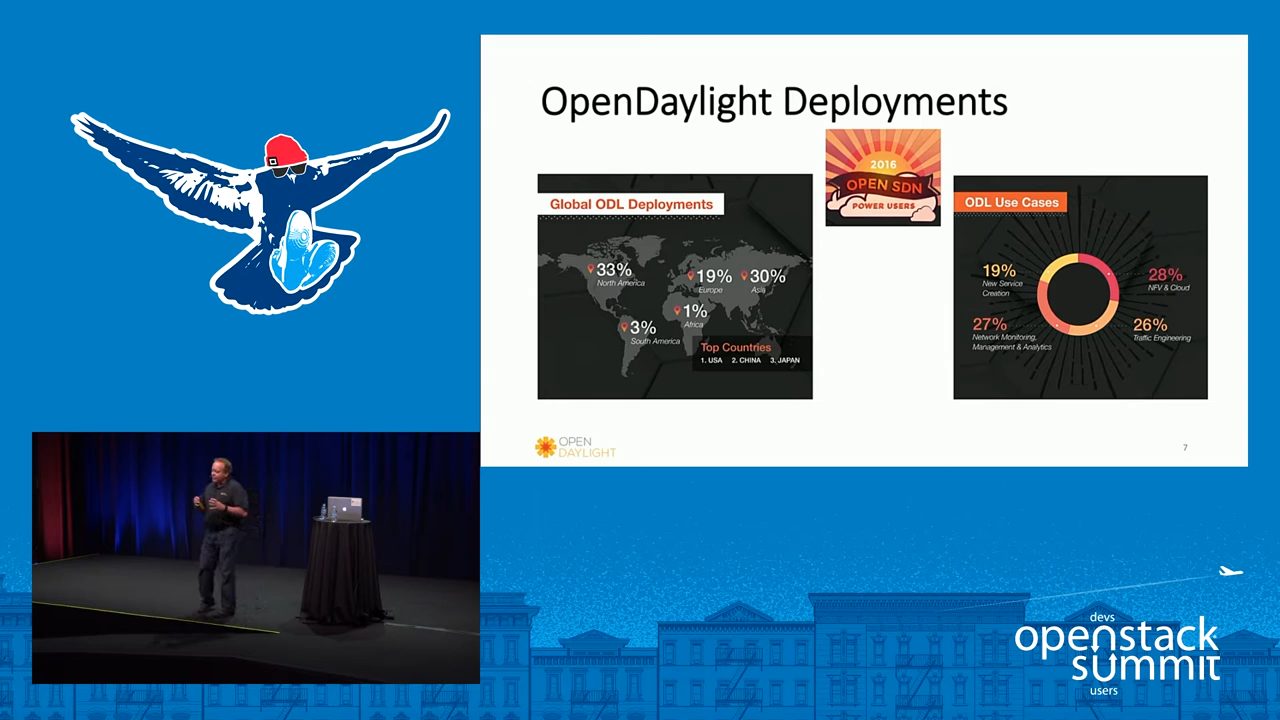 OpenDaylight Deployments
2016
OPEN SDN
POWER USERS
Global ODL Deployments
33%
North America
19%
Europe
30%
Asia
1%
Africa
3%
South America
Top Countries
1. USA 2. CHINA 3. JAPAN
ODL Use Cases
19%
New Service
Creation
28%
NFV & Cloud
27%
Network Monitoring,
Management & Analytics
26%
Traffic Engineering
OPEN
DAYLIGHT
7
devs
openstack
summit
users